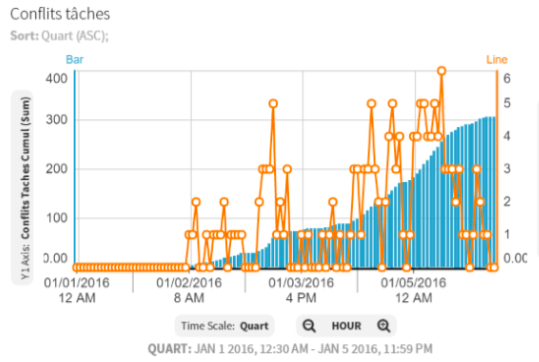 Conflits tâches
Sort: Quart (ASC);
Bar
Line
Y1 Axis: Conflits Taches Cumul (Sum)
400
300
200
100
0.00
6
5
4
3
2
1
0.0C
01/01/2016
12 AM
01/02/2016
8 AM
01/03/2016
4 PM
01/05/2016
12 AM
Time Scale: Quart
HOUR
QUART: JAN 1 2016, 12:30 AM - JAN 5 2016, 11:59 PM